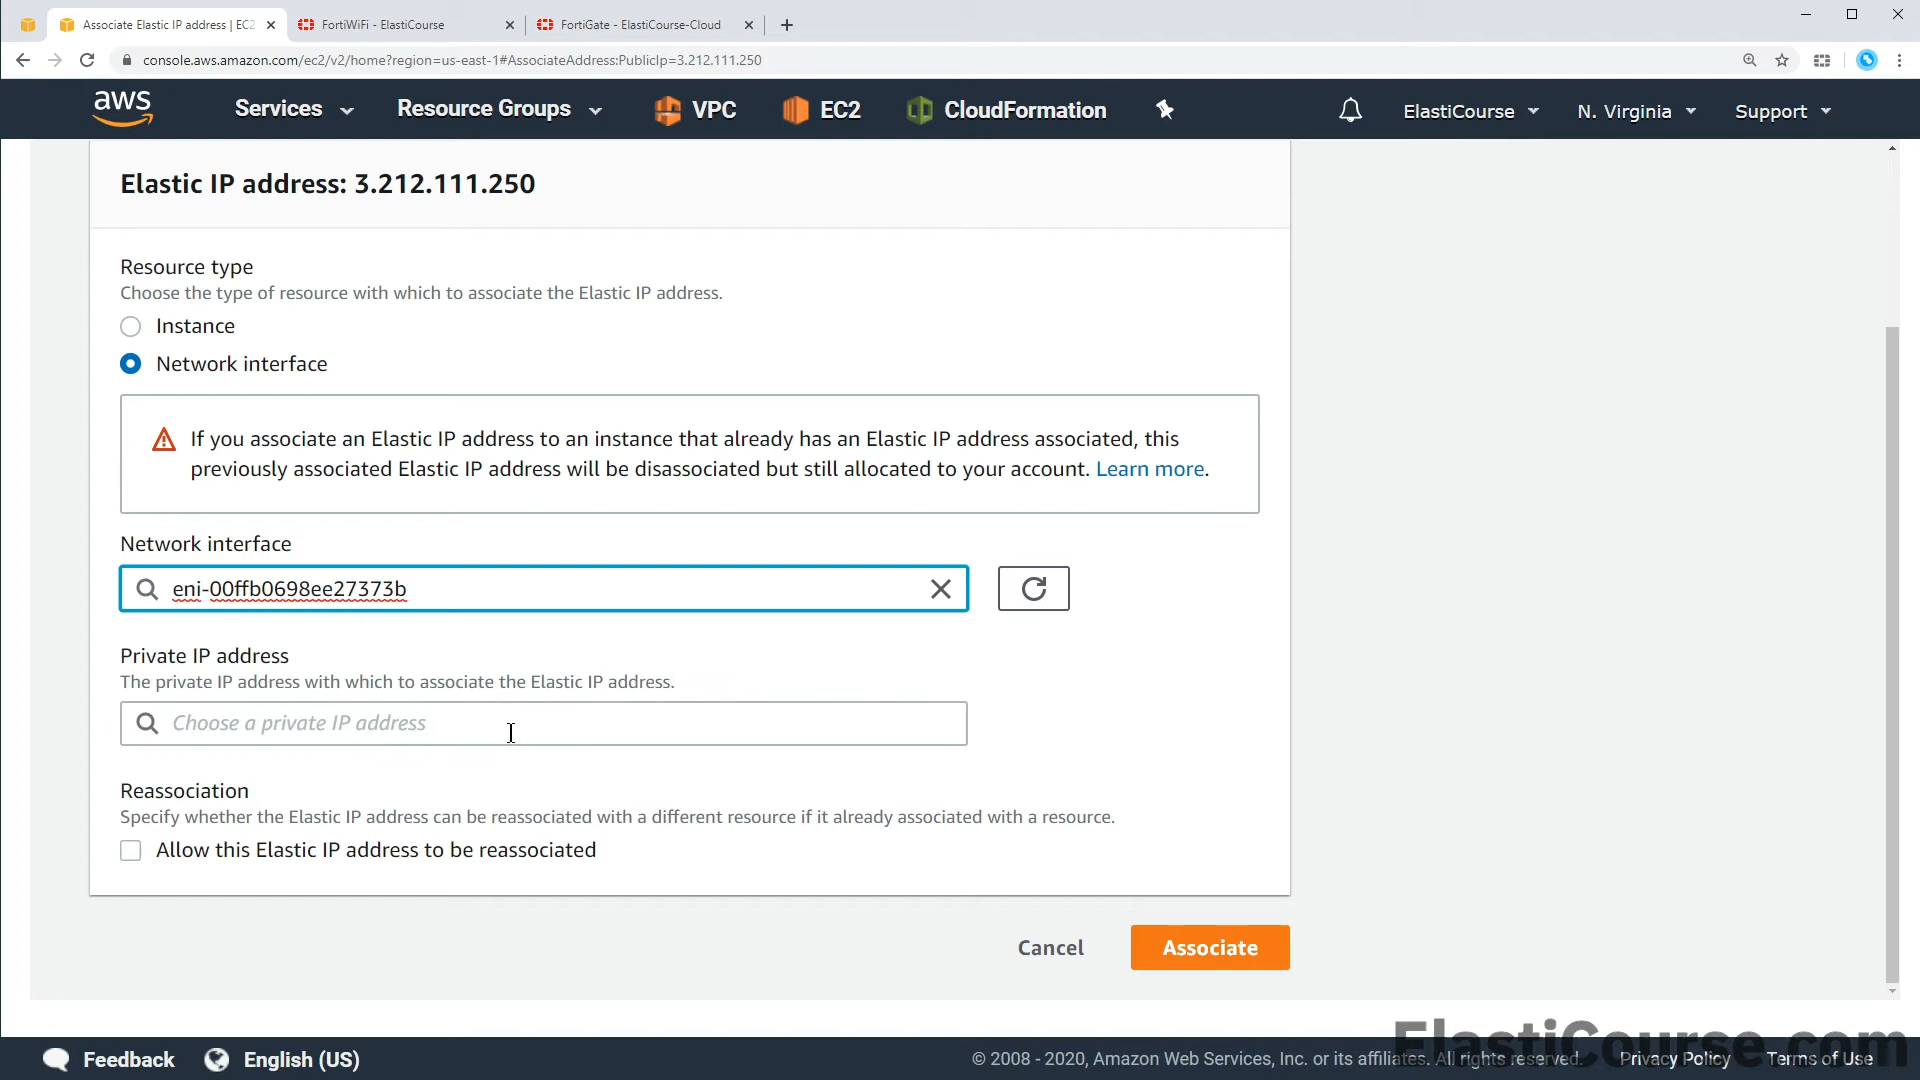 Associate Elastic IP address | EC2
FortiWiFi - ElastiCourse
FortiGate - ElastiCourse-Cloud
console.aws.amazon.com/ec2/v2/home?region=us-east-1#AssociateAddress:PublicIp=3.212.111.250
aws
Services
Resource Groups
VPC
EC2
CloudFormation
ElastiCourse
N. Virginia
Support
Elastic IP address: 3.212.111.250
Resource type
Choose the type of resource with which to associate the Elastic IP address.
Instance
Network interface
If you associate an Elastic IP address to an instance that already has an Elastic IP address associated, this
previously associated Elastic IP address will be disassociated but still allocated to your account. Learn more.
Network interface
eni-00ffb0698ee27373b
Private IP address
The private IP address with which to associate the Elastic IP address.
Choose a private IP address
Reassociation
Specify whether the Elastic IP address can be reassociated with a different resource if it already associated with a resource.
Allow this Elastic IP address to be reassociated
Cancel
Associate
ElastiCourse.com
Feedback
English (US)
© 2008 - 2020, Amazon Web Services, Inc. or its affiliates. All rights reserved.
Privacy Policy
Terms of Use